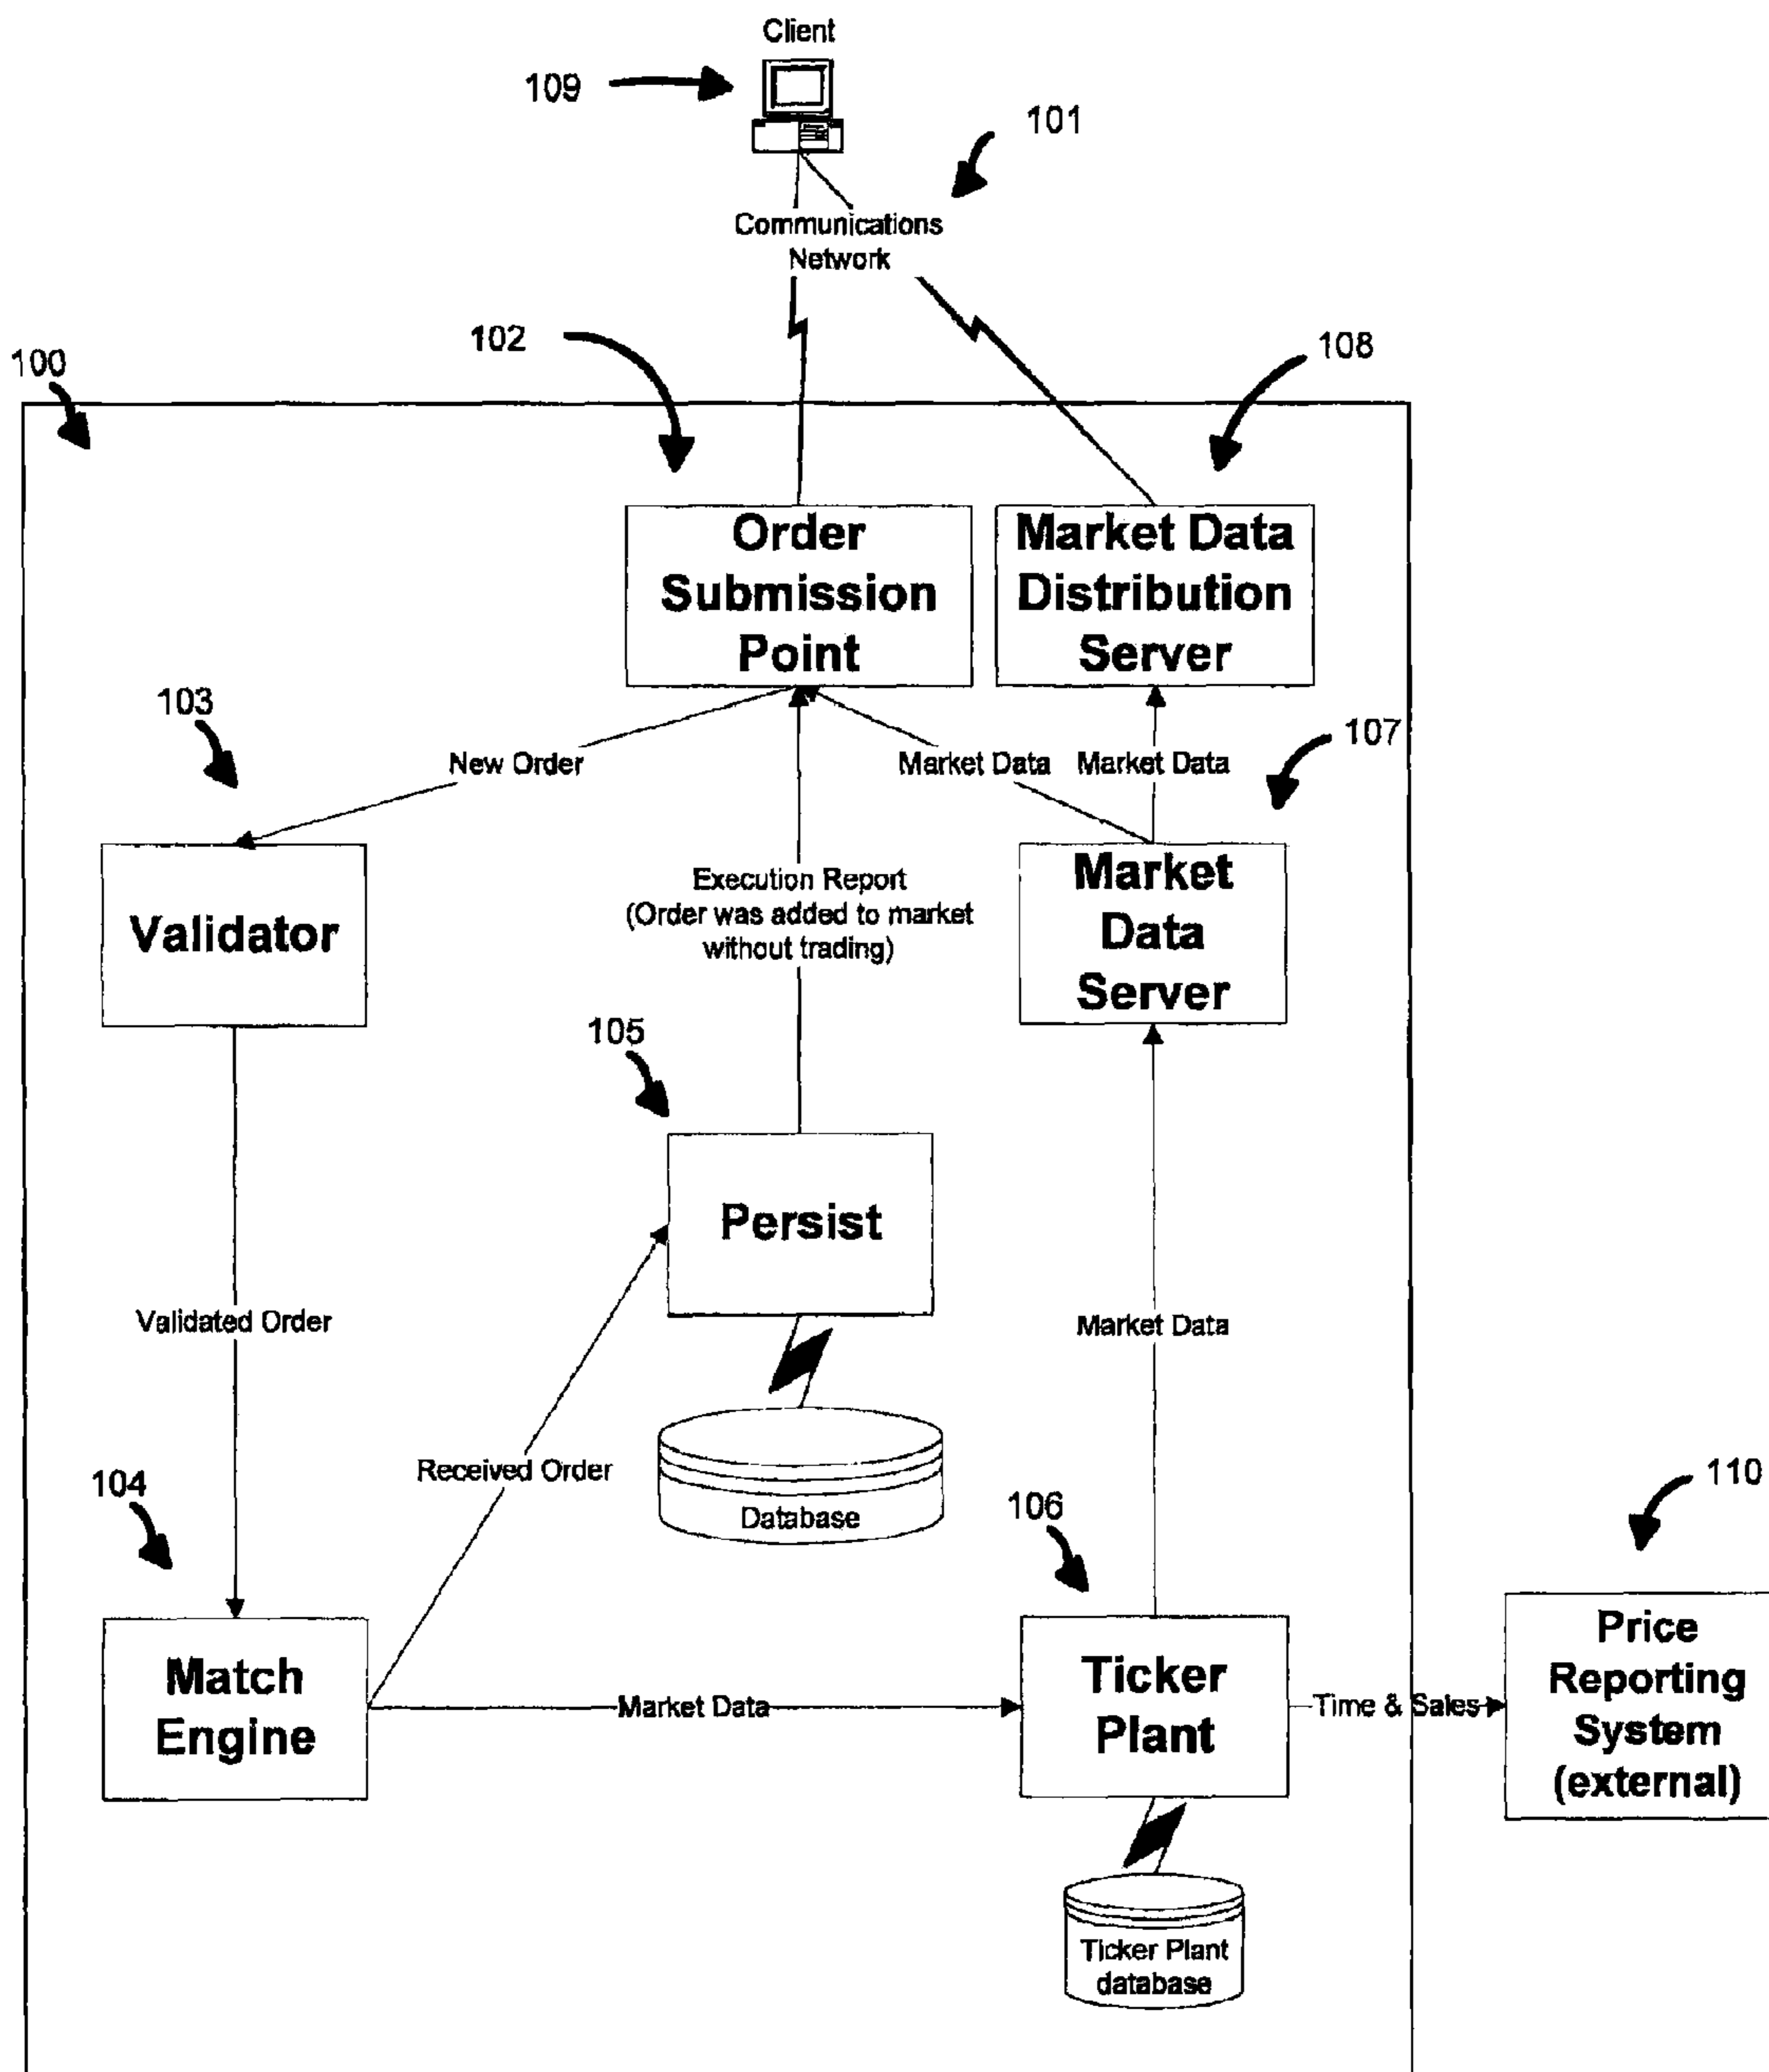 Client
109
101
Communications
Network
102
108
100
Order
Submission
Point
Market Data
Distribution
Server
103
107
New Order
Market Data
Market Data
Validator
Execution Report
(Order was added to market
without trading)
Market
Data
Server
105
Persist
Validated Order
Market Data
Received Order
104
Database
106
110
Match
Engine
Market Data
Ticker
Plant
Time & Sales
Price
Reporting
System
(external)
Ticker Plant
database